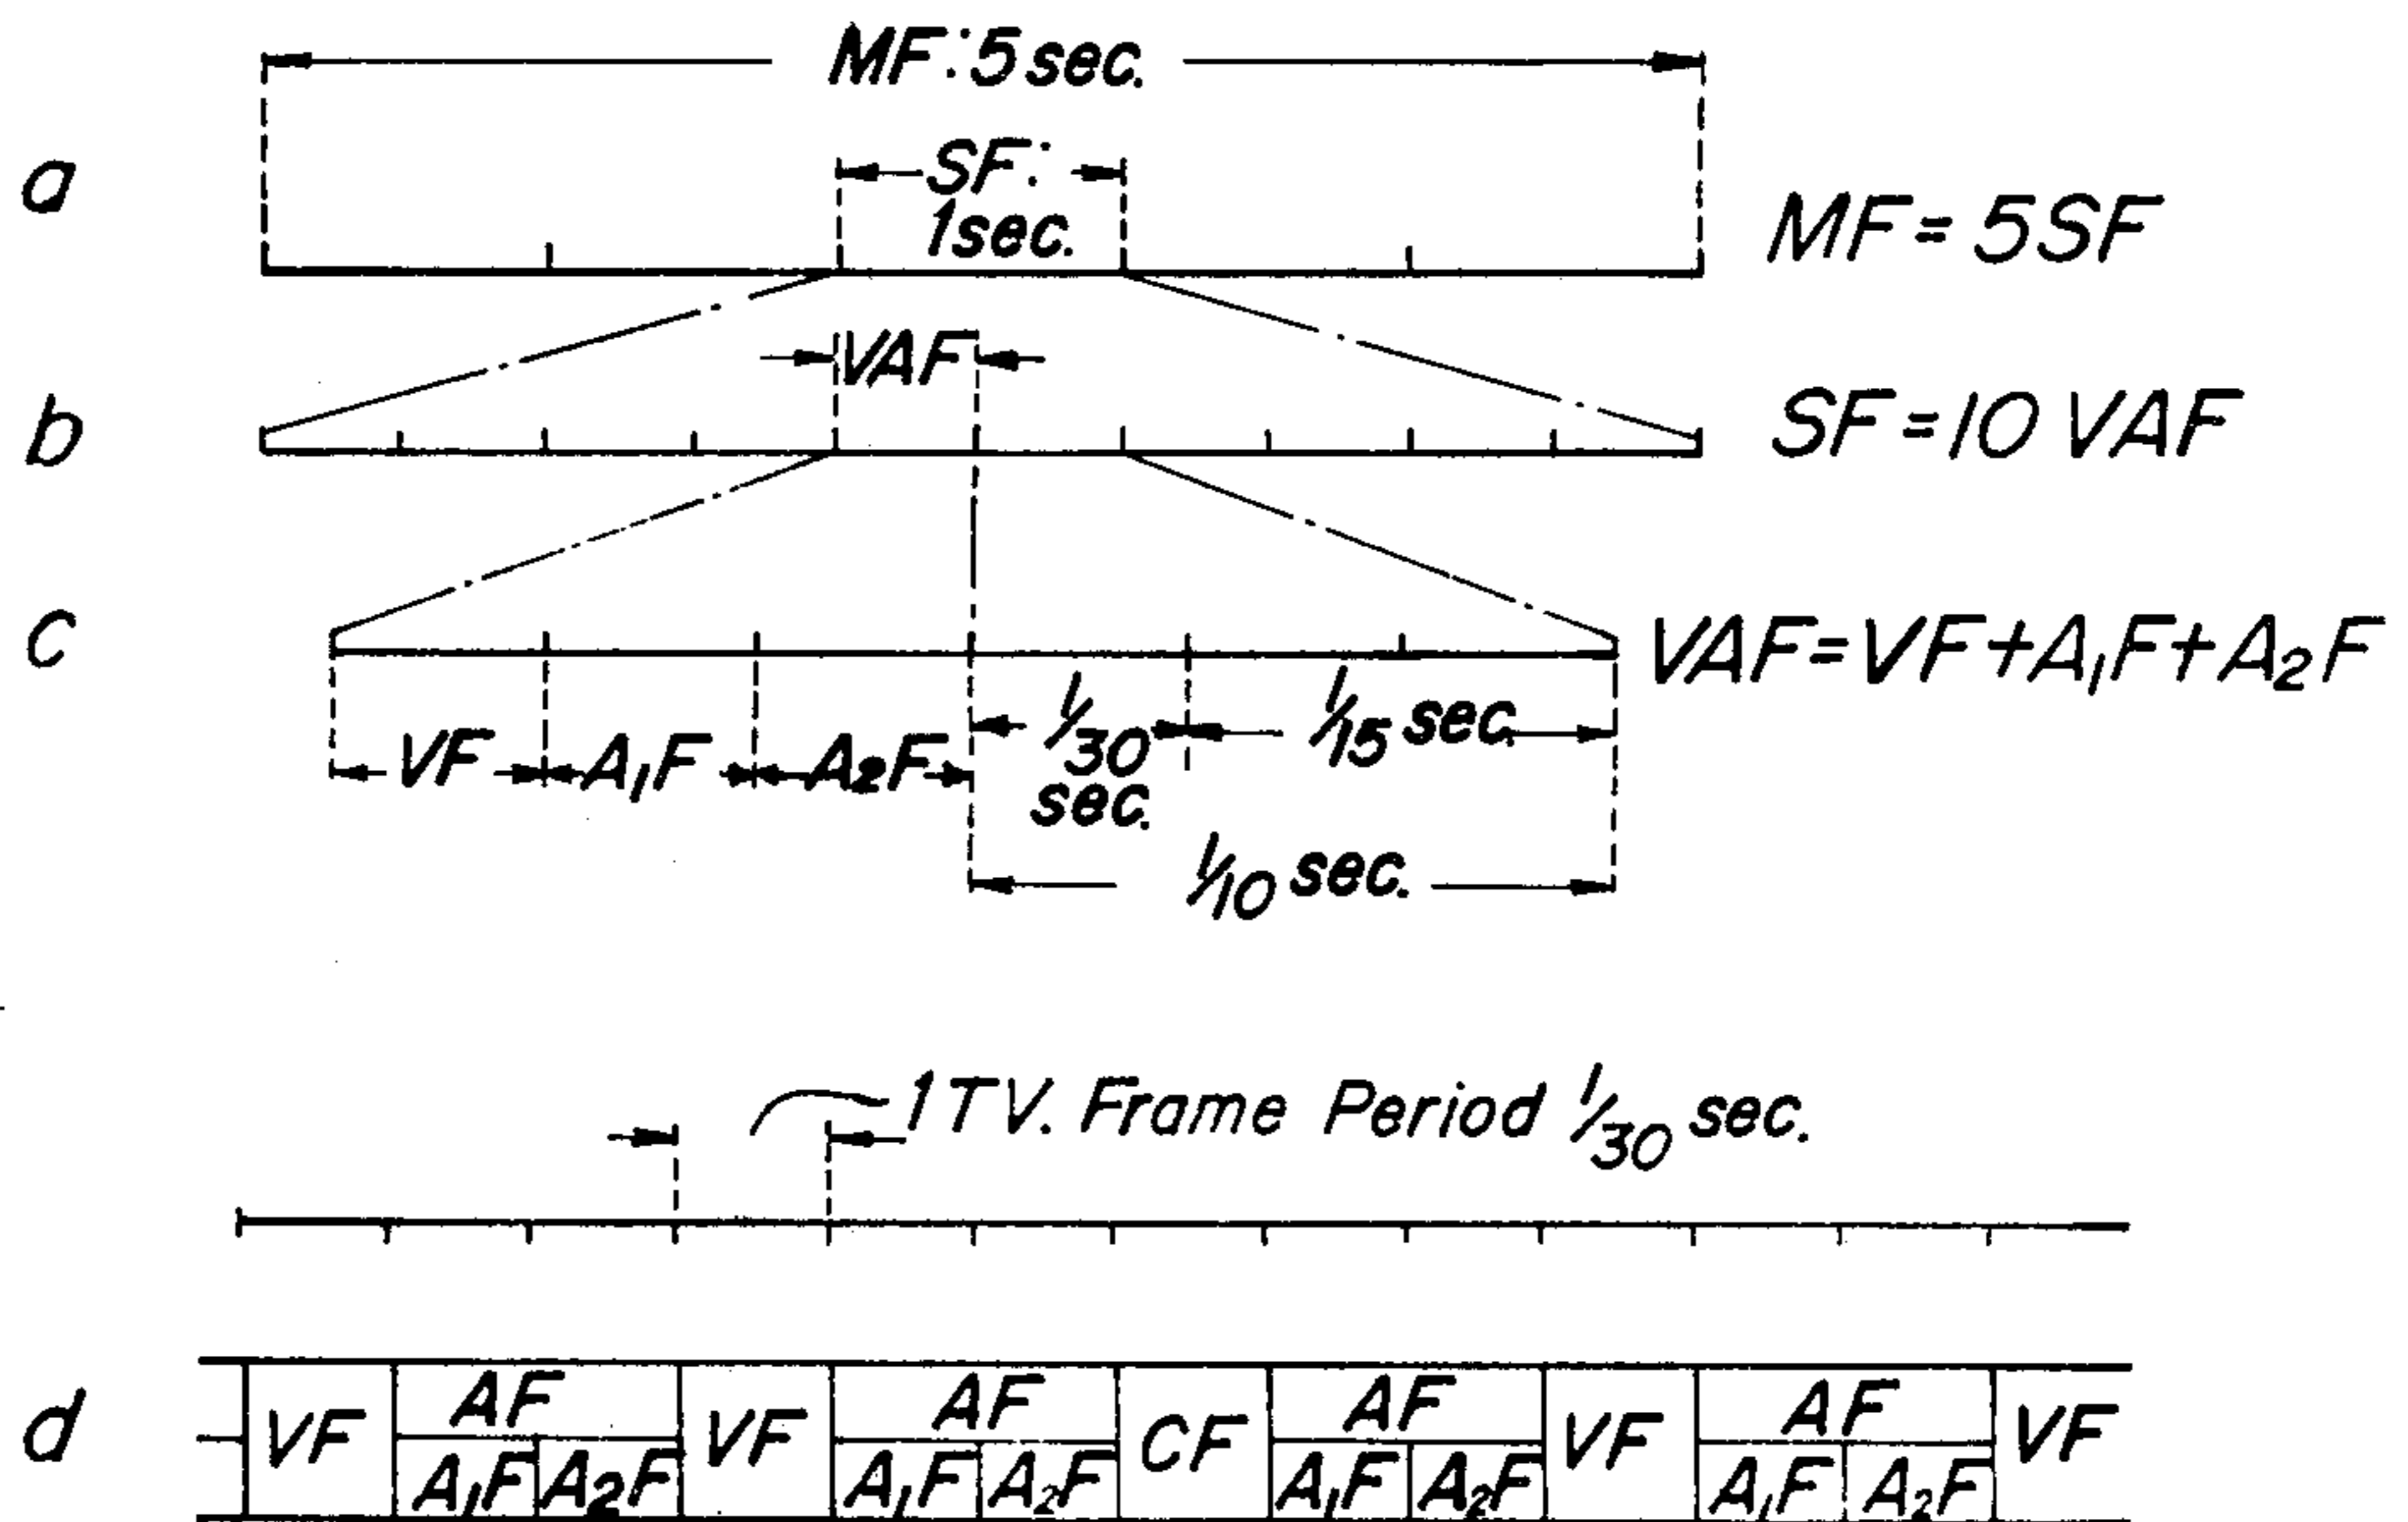 MF: 5 sec.
a
SF:
1 sec.
MF = 5SF
VAF
b
SF = 10 VAF
c
VAF = VF + A₁F + A₂F
VF
A₁F
A₂F
1/30
sec.
1/15 sec.
1/10 sec.
1 TV. Frame Period 1/30 sec.
d
VF
AF
A₁F
A₂F
VF
AF
A₁F
A₂F
CF
AF
A₁F
A₂F
VF
AF
A₁F
A₂F
VF